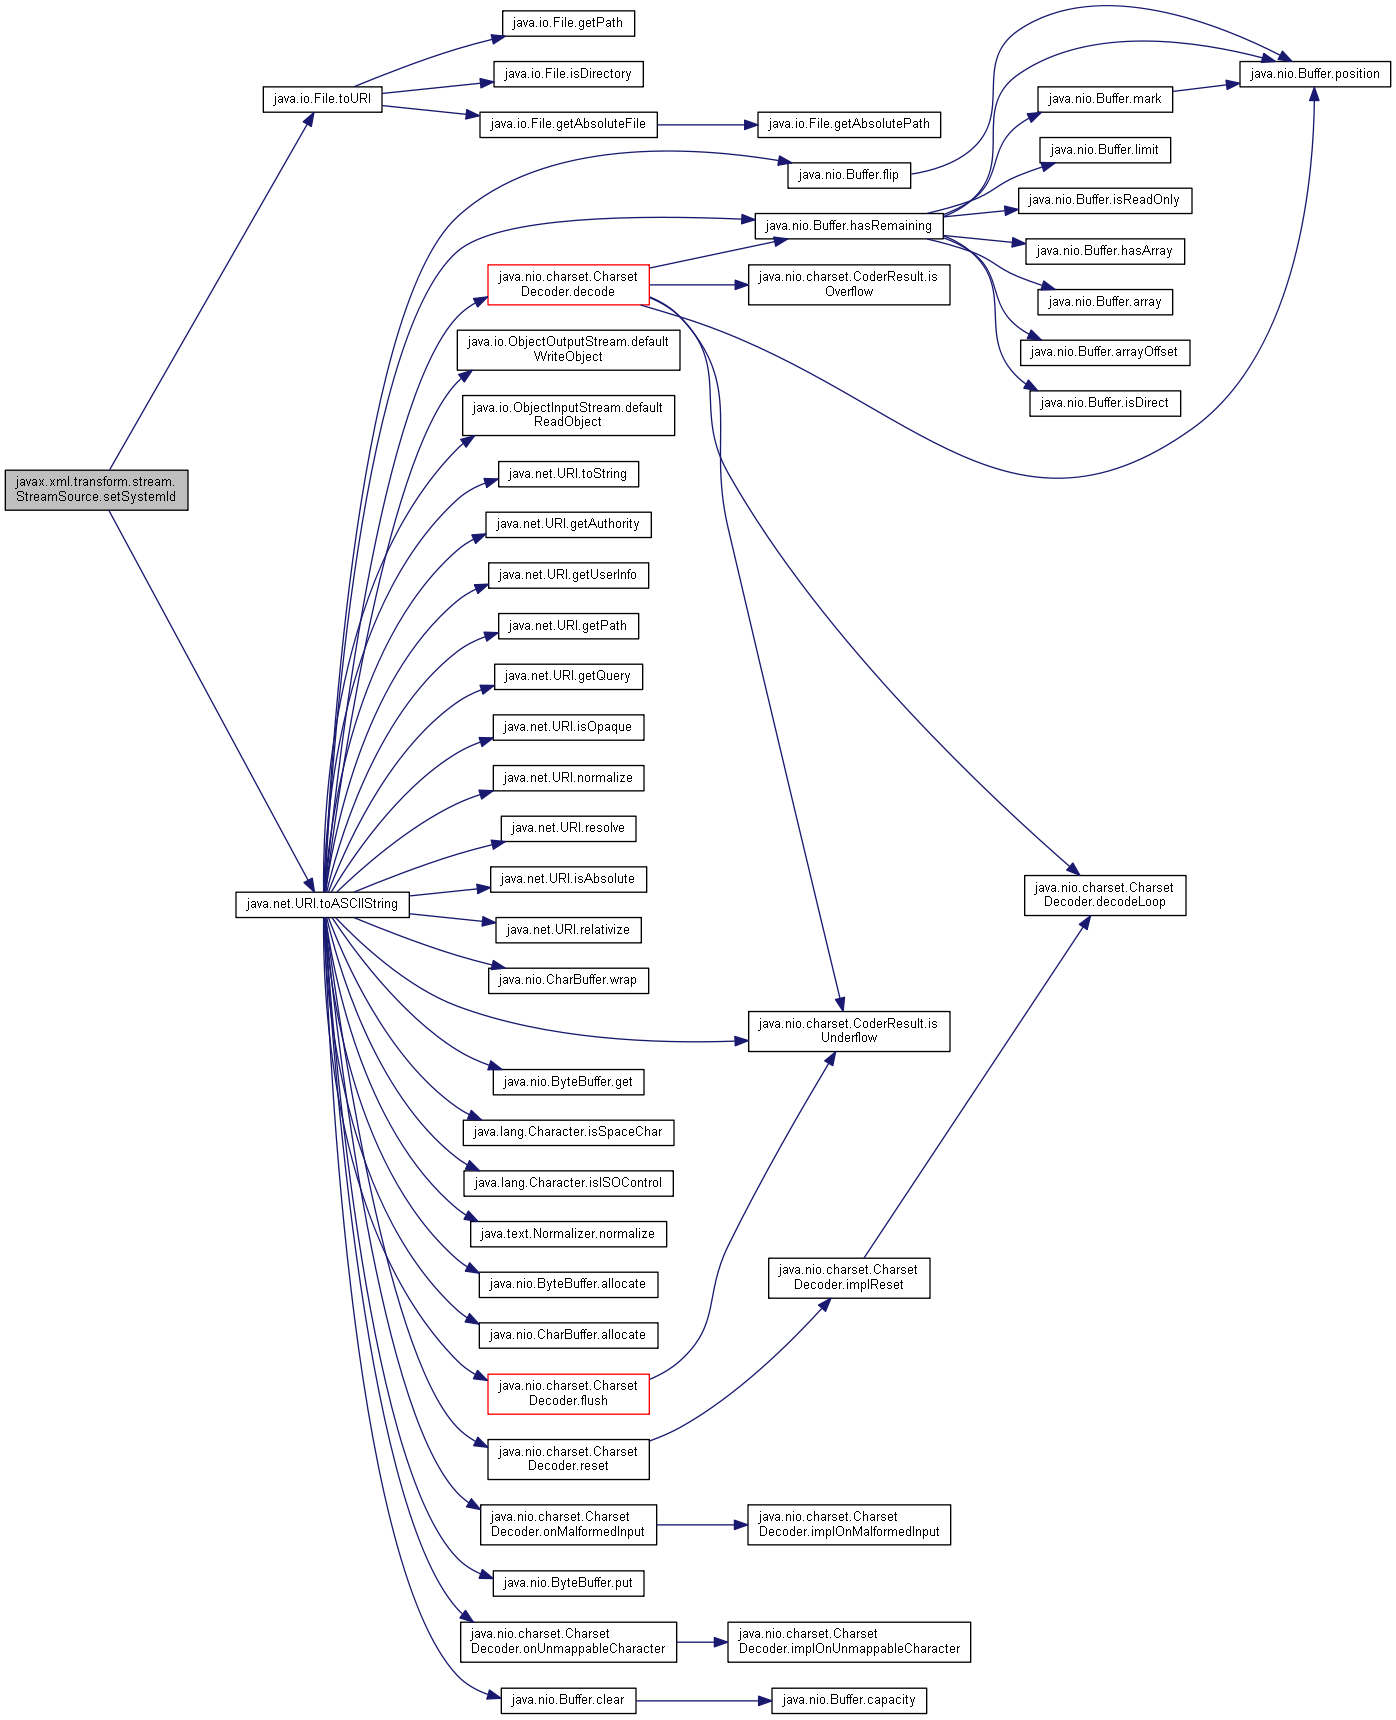 java.io.File.getPath
java.io.File.isDirectory
java.io.File.toURI
java.io.File.getAbsoluteFile
java.io.File.getAbsolutePath
java.nio.Buffer.position
java.nio.Buffer.mark
java.nio.Buffer.limit
java.nio.Buffer.flip
java.nio.Buffer.isReadOnly
java.nio.Buffer.hasRemaining
java.nio.Buffer.hasArray
java.nio.charset.Charset
Decoder.decode
java.nio.charset.CoderResult.is
Overflow
java.nio.Buffer.array
java.nio.Buffer.arrayOffset
java.nio.Buffer.isDirect
java.io.ObjectOutputStream.default
WriteObject
java.io.ObjectInputStream.default
ReadObject
javax.xml.transform.stream.
StreamSource.setSystemId
java.net.URI.toString
java.net.URI.getAuthority
java.net.URI.getUserInfo
java.net.URI.getPath
java.net.URI.getQuery
java.net.URI.isOpaque
java.net.URI.normalize
java.net.URI.resolve
java.net.URI.isAbsolute
java.net.URI.toASCIIString
java.nio.charset.Charset
Decoder.decodeLoop
java.net.URI.relativize
java.nio.CharBuffer.wrap
java.nio.charset.CoderResult.is
Underflow
java.nio.ByteBuffer.get
java.lang.Character.isSpaceChar
java.lang.Character.isISOControl
java.text.Normalizer.normalize
java.nio.charset.Charset
Decoder.implReset
java.nio.ByteBuffer.allocate
java.nio.CharBuffer.allocate
java.nio.charset.Charset
Decoder.flush
java.nio.charset.Charset
Decoder.reset
java.nio.charset.Charset
Decoder.onMalformedInput
java.nio.charset.Charset
Decoder.implOnMalformedInput
java.nio.ByteBuffer.put
java.nio.charset.Charset
Decoder.onUnmappableCharacter
java.nio.charset.Charset
Decoder.implOnUnmappableCharacter
java.nio.Buffer.clear
java.nio.Buffer.capacity